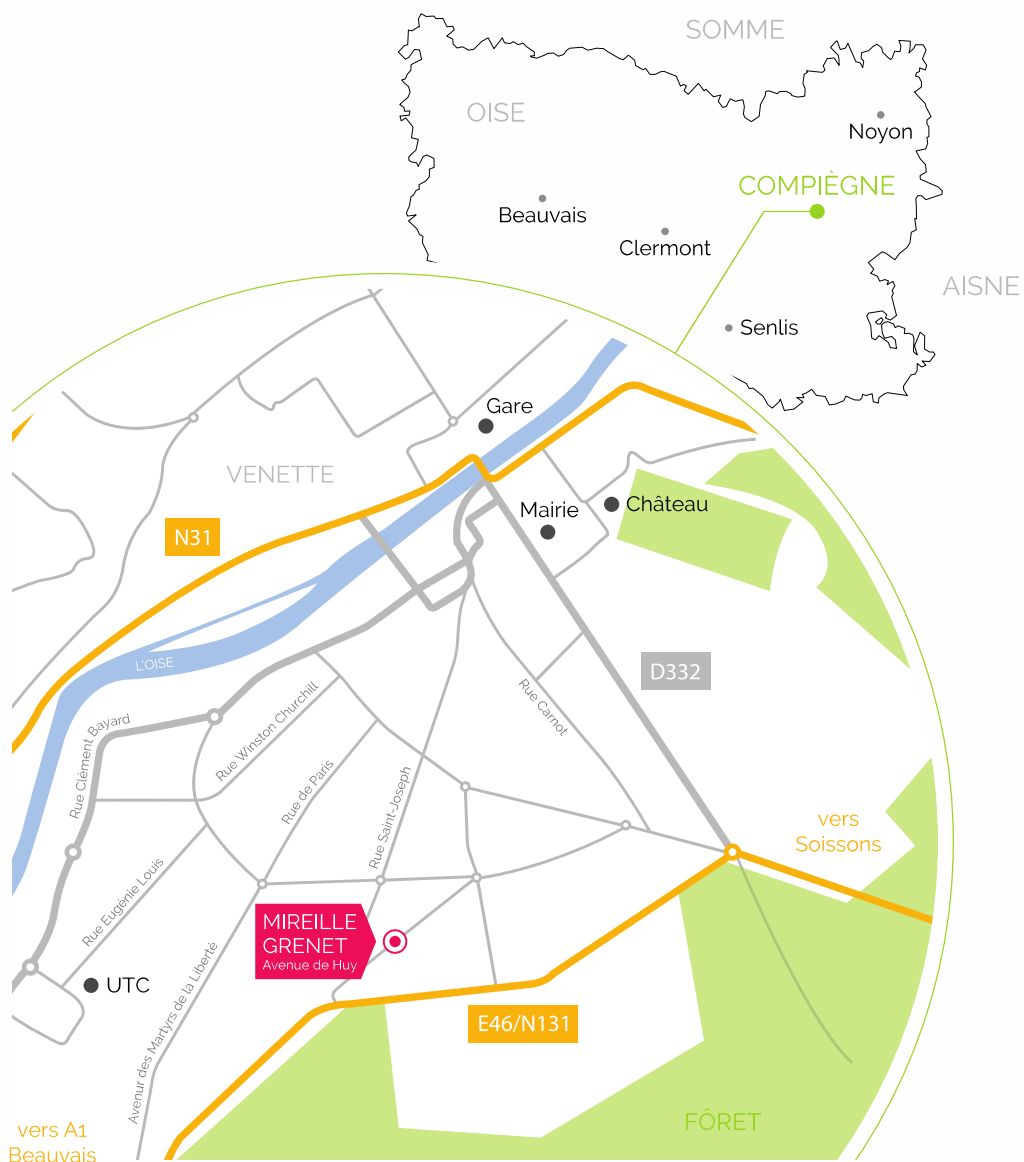 SOMME
OISE
Noyon
COMPIÈGNE
Beauvais
Clermont
AISNE
Senlis
Gare
VENETTE
Mairie
Château
N31
L'OISE
D332
Rue Carnot
Rue Clément Bayard
Rue Winston Churchill
Rue de Paris
Rue Saint-Joseph
vers
Soissons
Rue Eugénie Louis
MIREILLE
GRENET
Avenue de Huy
UTC
Avenur des Martyrs de la Liberté
E46/N131
FÔRET
vers A1
Beauvais